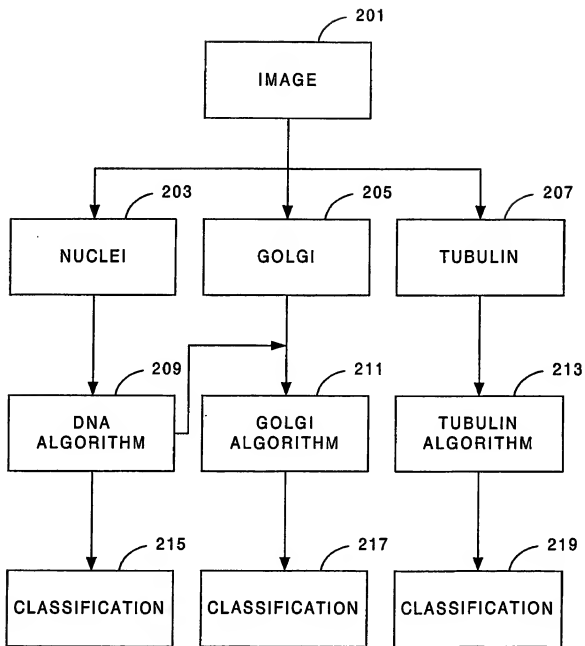 201
IMAGE
203
205
207
NUCLEI
GOLGI
TUBULIN
209
211
213
DNA
ALGORITHM
GOLGI
ALGORITHM
TUBULIN
ALGORITHM
215
217
219
CLASSIFICATION
CLASSIFICATION
CLASSIFICATION